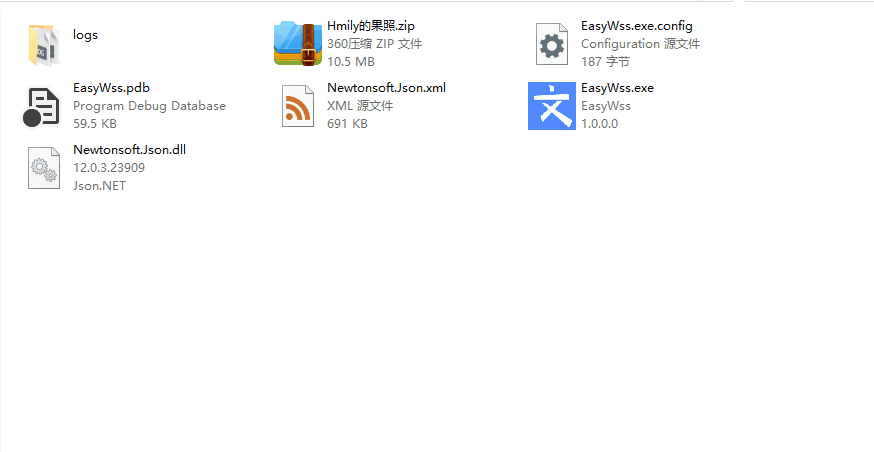 logs
Hmily的果照.zip
360压缩 ZIP 文件
10.5 MB
EasyWss.exe.config
Configuration 源文件
187 字节
EasyWss.pdb
Program Debug Database
59.5 KB
Newtonsoft.Json.xml
XML 源文件
691 KB
文
EasyWss.exe
EasyWss
1.0.0.0
Newtonsoft.Json.dll
12.0.3.23909
Json.NET